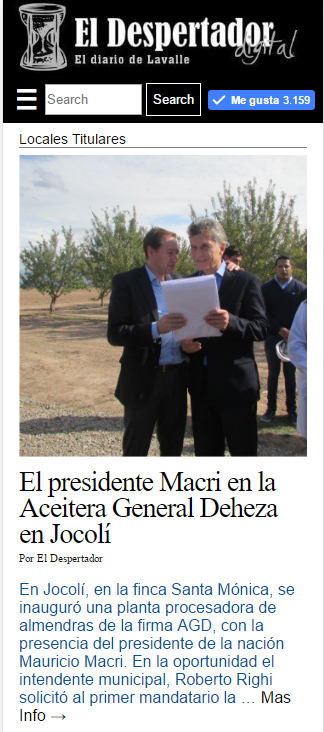 El Despertador
digital
El diario de Lavalle
Search
Search
Me gusta 3.159
Locales Titulares
El presidente Macri en la
Aceitera General Deheza
en Jocolí
Por El Despertador
En Jocolí, en la finca Santa Mónica, se
inauguró una planta procesadora de
almendras de la firma AGD, con la
presencia del presidente de la nación
Mauricio Macri. En la oportunidad el
intendente municipal, Roberto Righi
solicitó al primer mandatario la … Mas
Info →